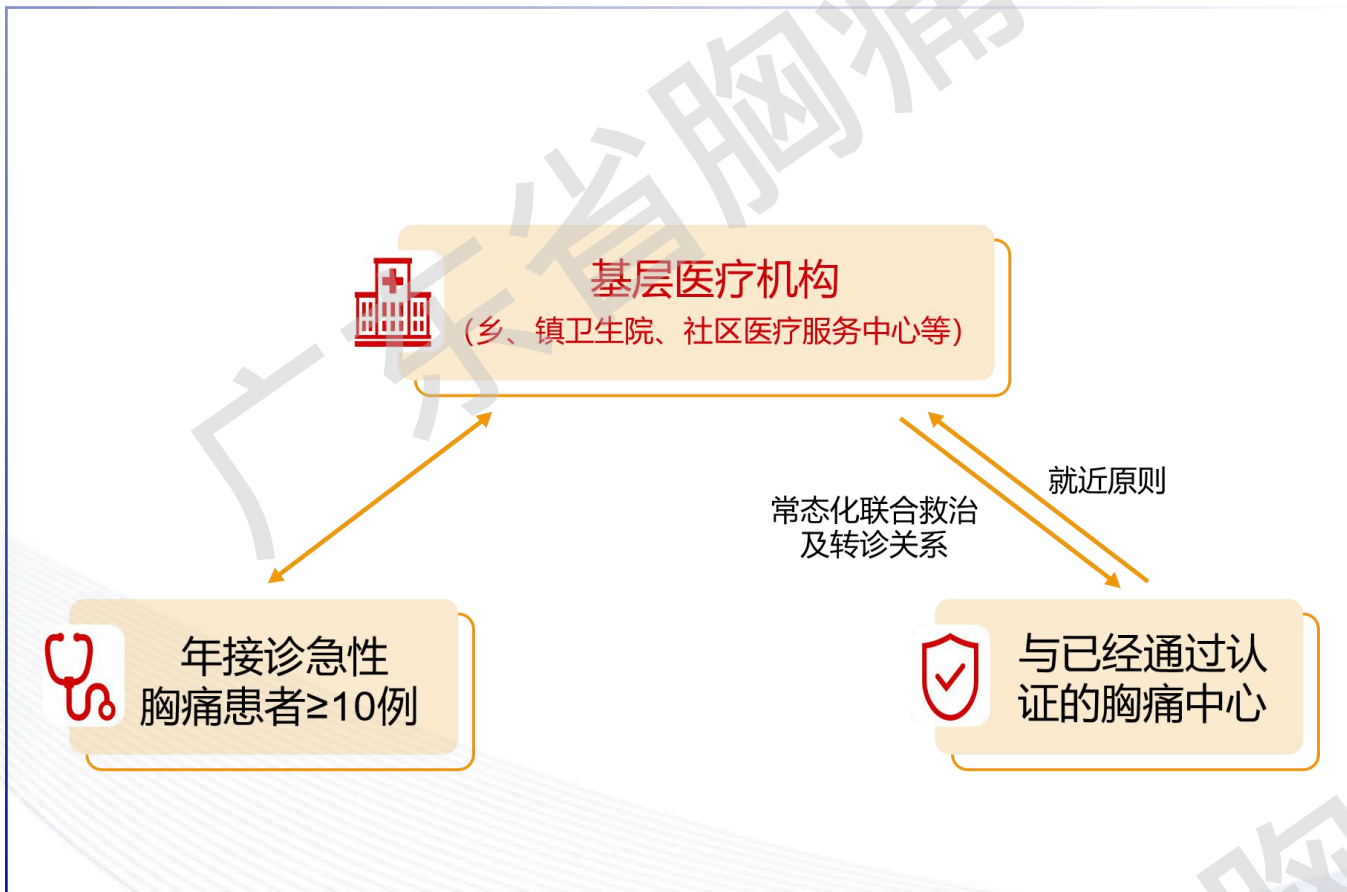 广东省胸痛
基层医疗机构
（乡、镇卫生院、社区医疗服务中心等）
就近原则
常态化联合救治
及转诊关系
年接诊急性
胸痛患者≥10例
与已经通过认
证的胸痛中心
胸